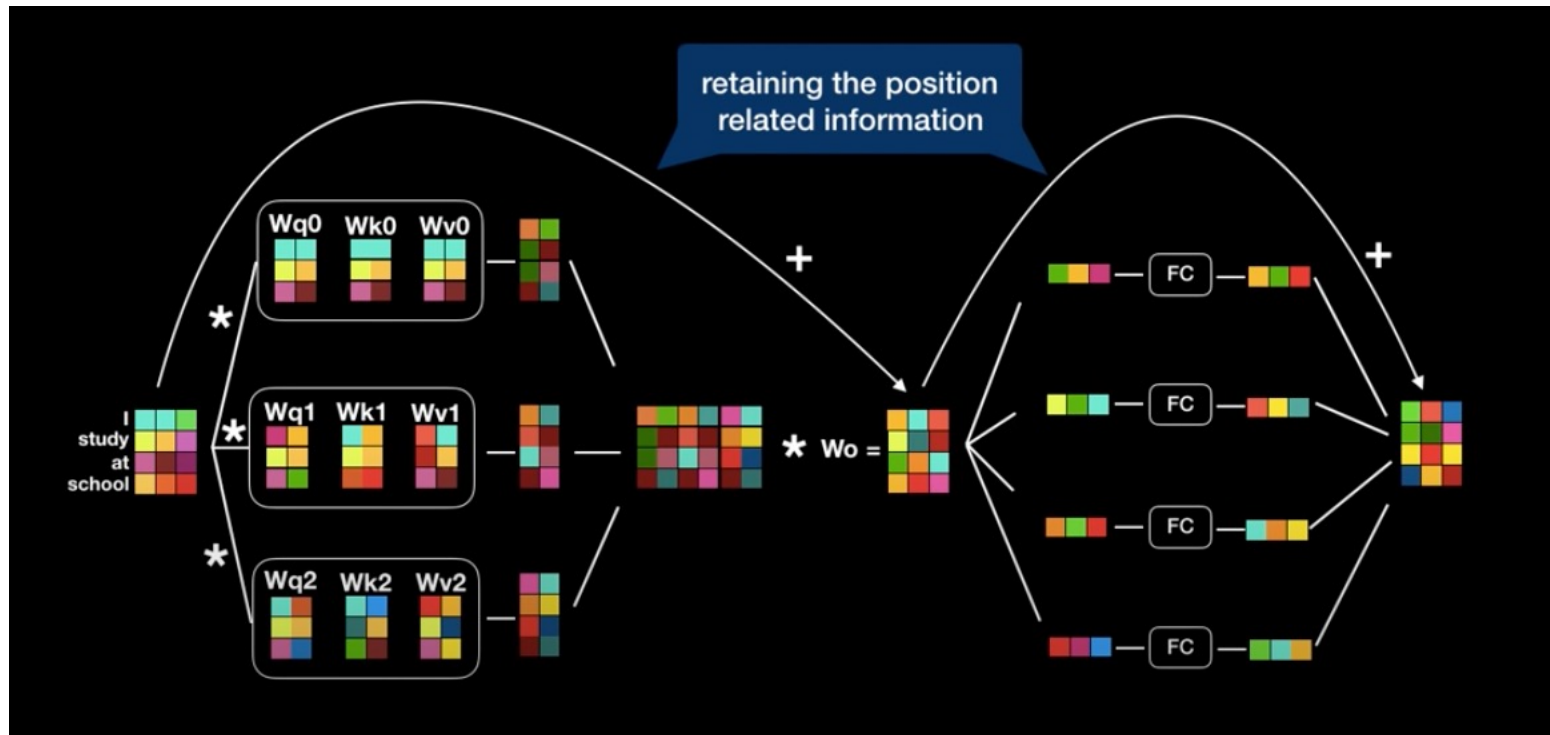 retaining the position
related information
Wq0 Wk0 Wv0
+
+
FC
*
I
study
at
school
*
Wq1 Wk1 Wv1
FC
* Wo =
*
Wq2 Wk2 Wv2
FC
FC